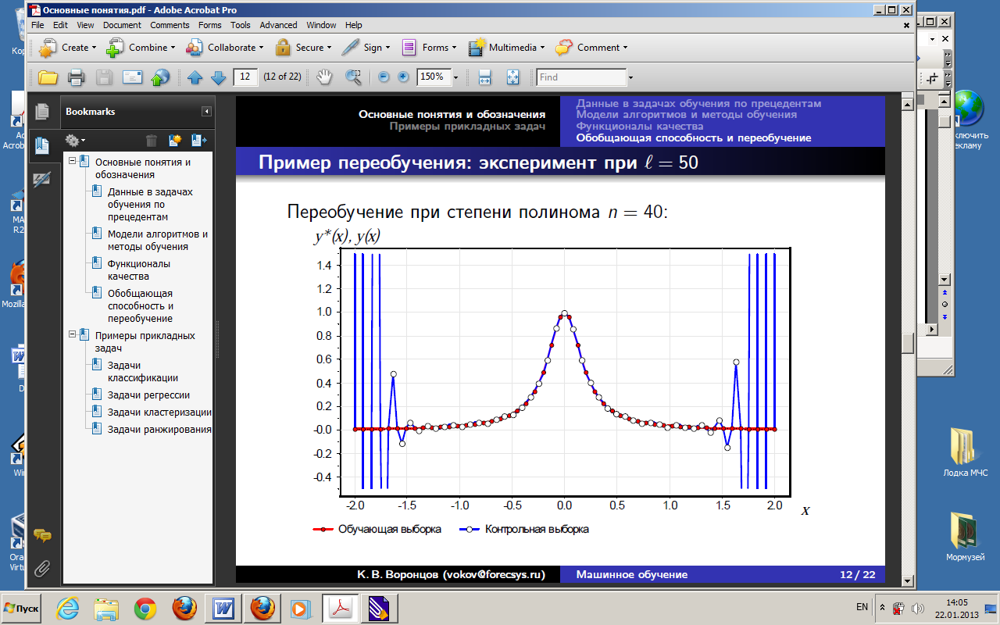 Основные понятия.pdf - Adobe Acrobat Pro
File Edit View Document Comments Forms Tools Advanced Window Help
Create Combine Collaborate Secure Sign Forms Multimedia Comment
12 (12 of 22) 150% Find
Bookmarks
Основные понятия и
обозначения
Данные в задачах
обучения по
прецедентам
Модели алгоритмов и
методы обучения
Функционалы
качества
Обобщающая
способность и
переобучение
Примеры прикладных
задач
Задачи
классификации
Задачи регрессии
Задачи кластеризации
Задачи ранжирования
Основные понятия и обозначения
Примеры прикладных задач
Данные в задачах обучения по прецедентам
Модели алгоритмов и методы обучения
Функционалы качества
Обобщающая способность и переобучение
Пример переобучения: эксперимент при ℓ = 50
Переобучение при степени полинома n = 40:
y*(x), y(x)
1.4
1.2
1.0
0.8
0.6
0.4
0.2
-0.0
-0.2
-0.4
-2.0 -1.5 -1.0 -0.5 0.0 0.5 1.0 1.5 2.0
x
Обучающая выборка Контрольная выборка
К. В. Воронцов (vokov@forecsys.ru) Машинное обучение 12 / 22
Кор
Acrob
MA
R2
Mozilla
D
Win
Ora
Virtu
ключить
екламу
Лодка МЧС
Мормузей
Пуск
EN
14:05
22.01.2013